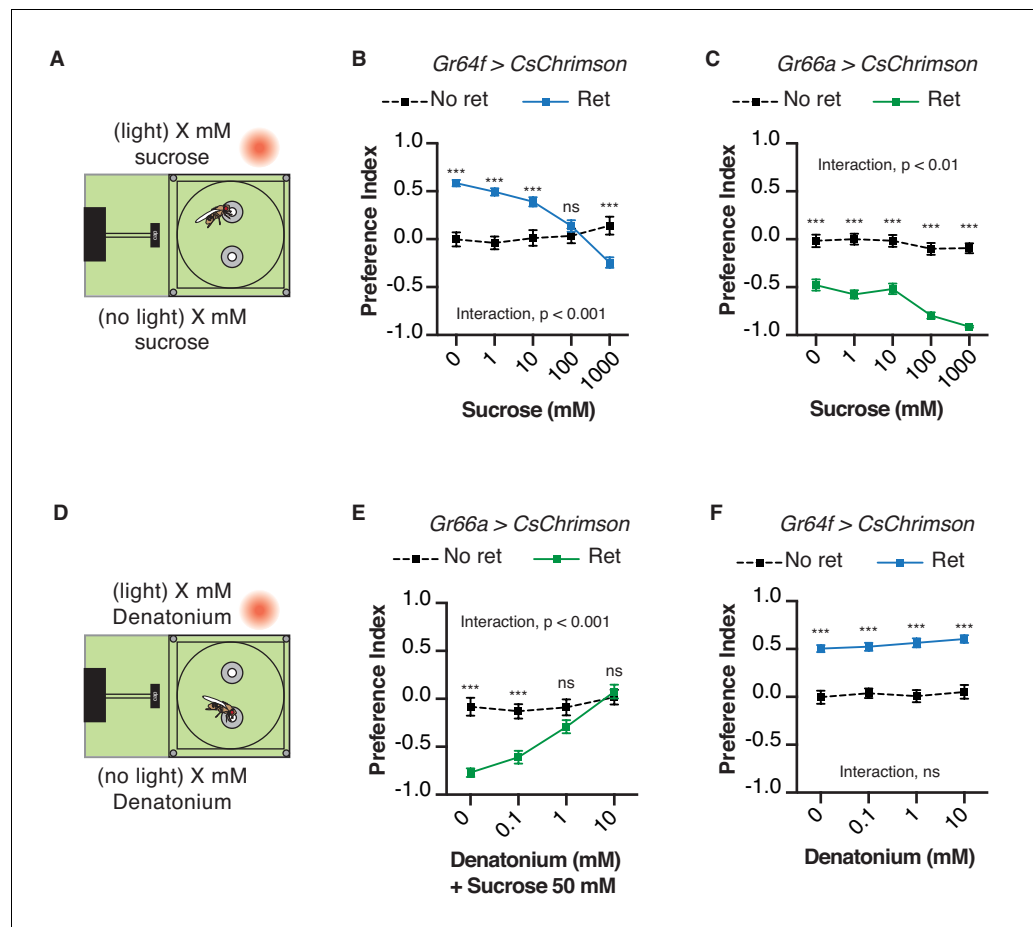 A
(light) X mM
sucrose
cap
(no light) X mM
sucrose
B
Gr64f > CsChrimson
No ret
Ret
Preference Index
1.0
0.5
0.0
-0.5
-1.0
***
***
***
ns
***
Interaction, p < 0.001
0
1
10
100
1000
Sucrose (mM)
C
Gr66a > CsChrimson
No ret
Ret
Preference Index
1.0
0.5
0.0
-0.5
-1.0
Interaction, p < 0.01
***
***
***
***
***
0
1
10
100
1000
Sucrose (mM)
D
(light) X mM
Denatonium
cap
(no light) X mM
Denatonium
E
Gr66a > CsChrimson
No ret
Ret
Preference Index
1.0
0.5
0.0
-0.5
-1.0
Interaction, p < 0.001
***
***
ns
ns
0
0.1
1
10
Denatonium (mM)
+ Sucrose 50 mM
F
Gr64f > CsChrimson
No ret
Ret
Preference Index
1.0
0.5
0.0
-0.5
-1.0
***
***
***
***
Interaction, ns
0
0.1
1
10
Denatonium (mM)